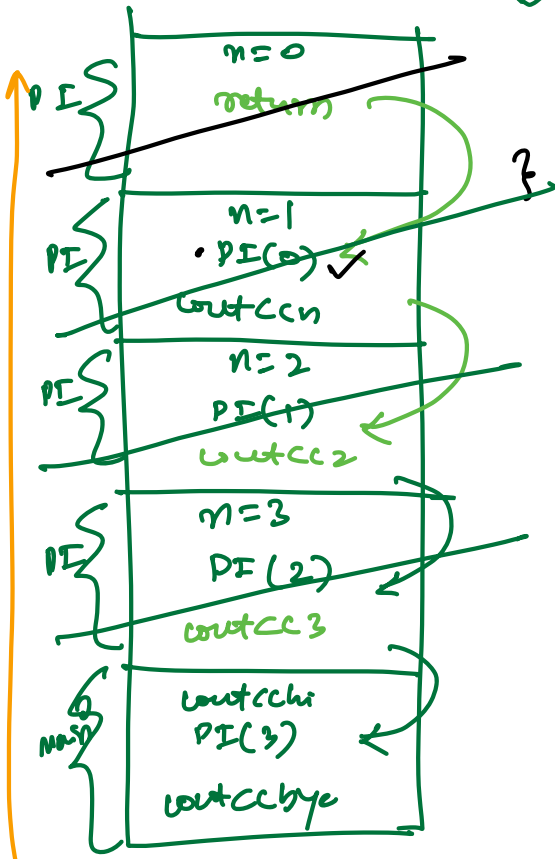 n=0
PI
return
n=1
PI
PI(0)
cout<<n
n=2
PI
PI(1)
cout<<2
n=3
PI
PI(2)
cout<<3
cout<<hi
main
PI(3)
cout<<bye